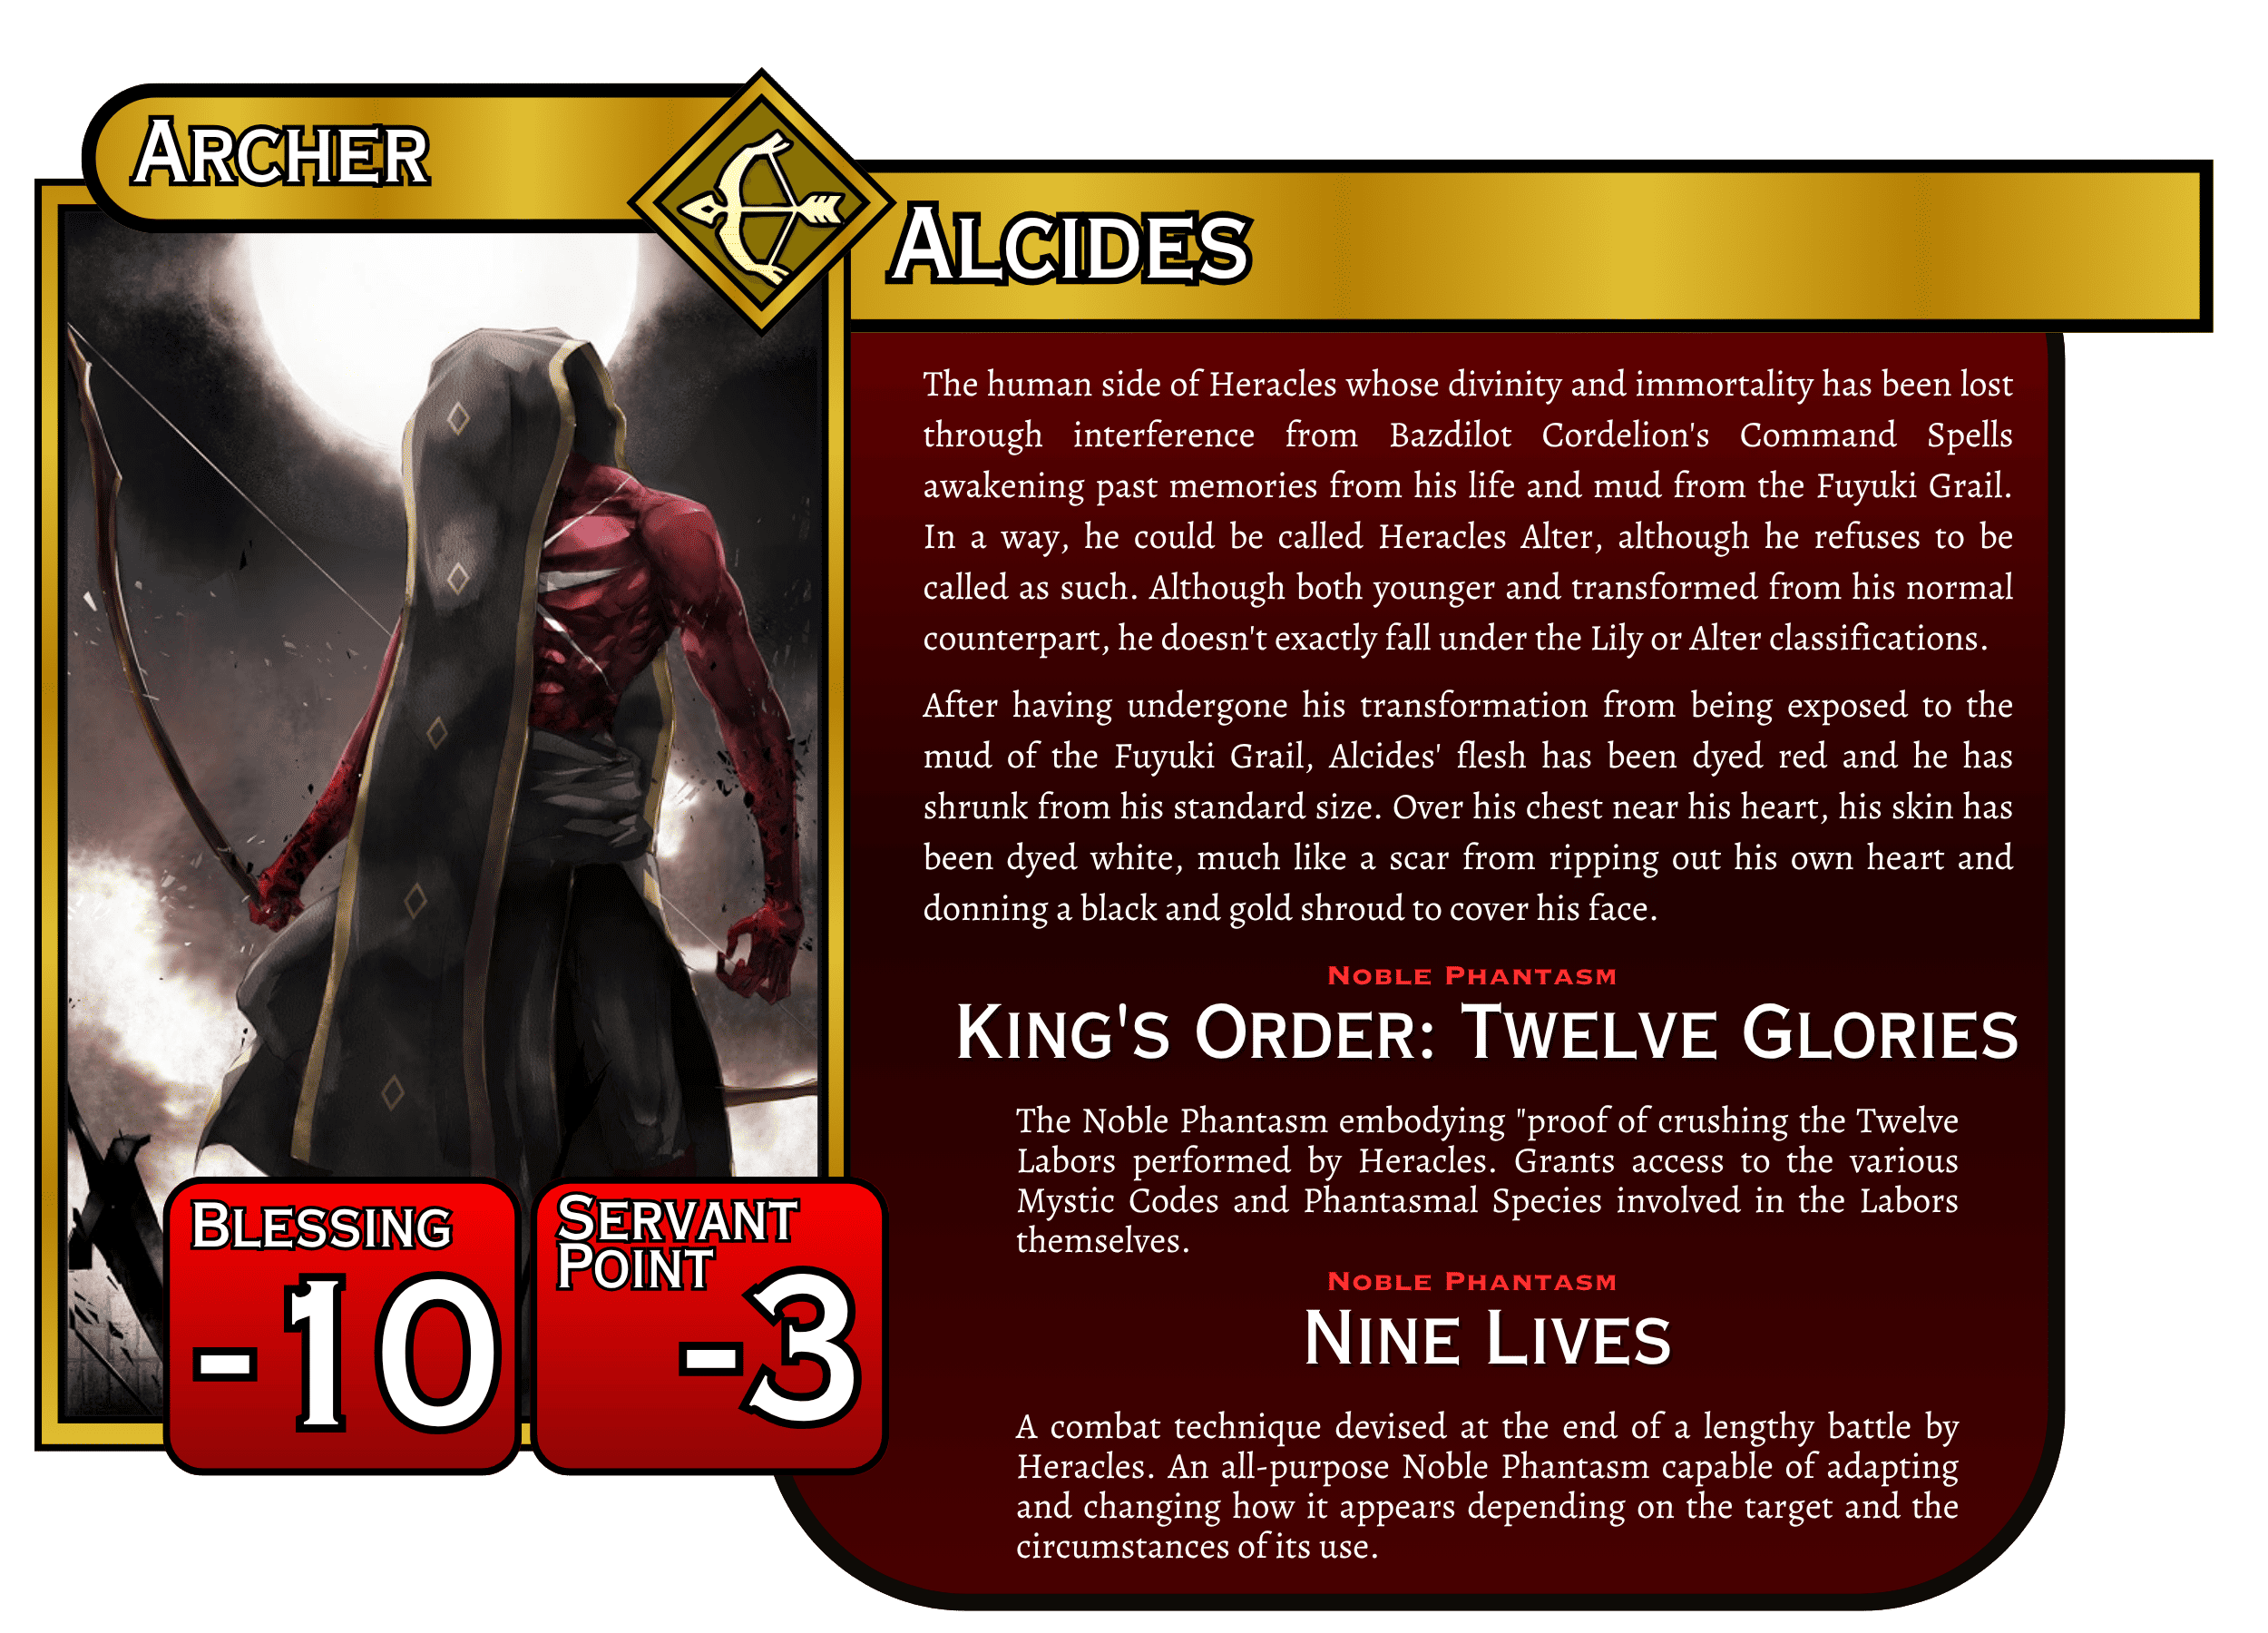 Archer
Alcides
The human side of Heracles whose divinity and immortality has been lost
through interference from Bazdilot Cordelion's Command Spells
awakening past memories from his life and mud from the Fuyuki Grail.
In a way, he could be called Heracles Alter, although he refuses to be
called as such. Although both younger and transformed from his normal
counterpart, he doesn't exactly fall under the Lily or Alter classifications.
After having undergone his transformation from being exposed to the
mud of the Fuyuki Grail, Alcides' flesh has been dyed red and he has
shrunk from his standard size. Over his chest near his heart, his skin has
been dyed white, much like a scar from ripping out his own heart and
donning a black and gold shroud to cover his face.
Noble Phantasm
King's Order: Twelve Glories
The Noble Phantasm embodying "proof of crushing the Twelve
Labors performed by Heracles. Grants access to the various
Mystic Codes and Phantasmal Species involved in the Labors
themselves.
Noble Phantasm
Nine Lives
A combat technique devised at the end of a lengthy battle by
Heracles. An all-purpose Noble Phantasm capable of adapting
and changing how it appears depending on the target and the
circumstances of its use.
Blessing
-10
Servant
Point
-3